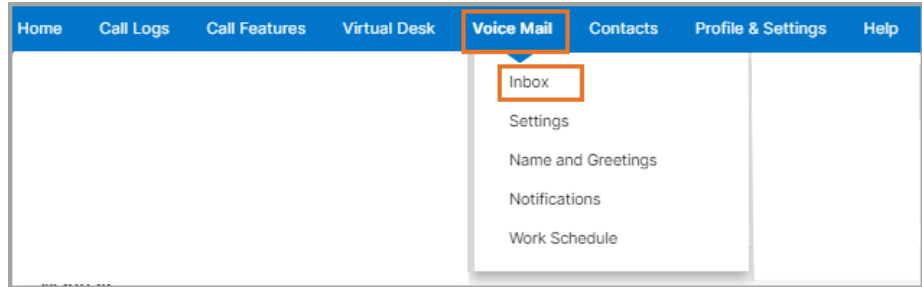 Home Call Logs Call Features Virtual Desk Voice Mail Contacts Profile & Settings Help
Inbox
Settings
Name and Greetings
Notifications
Work Schedule